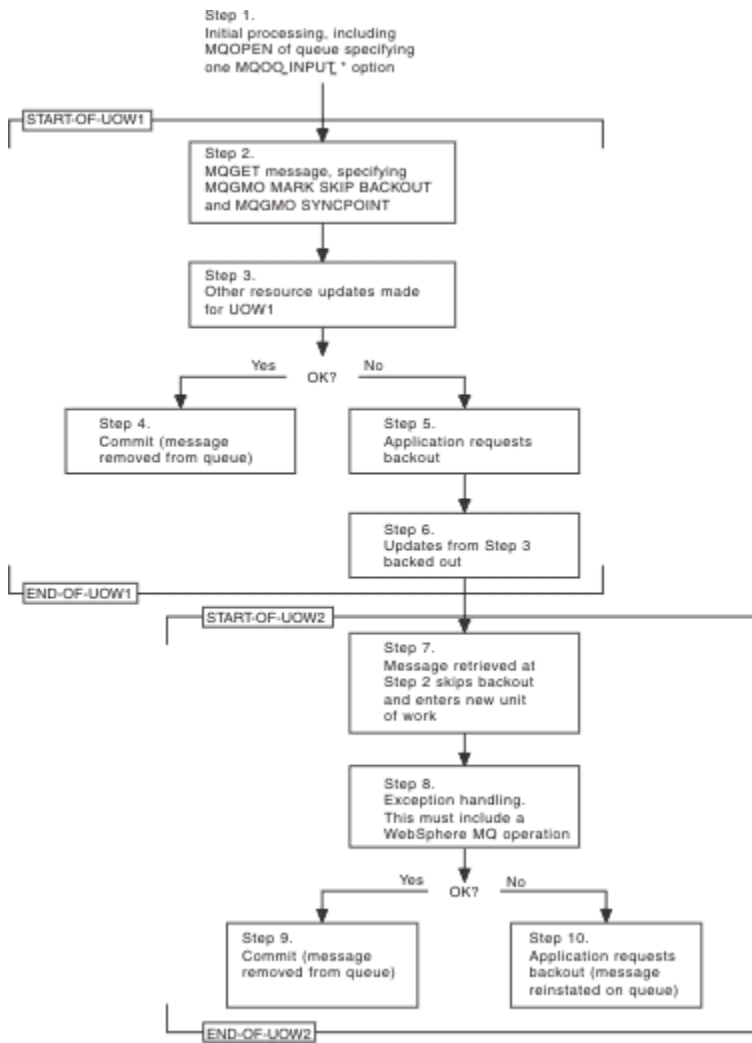 Step 1.
Initial processing, including
MQOPEN of queue specifying
one MQOO_INPUT_* option
START-OF-UOW1
Step 2.
MQGET message, specifying
MQGMO MARK SKIP BACKOUT
and MQGMO SYNCPOINT
Step 3.
Other resource updates made
for UOW1
Yes
OK?
No
Step 4.
Commit (message
removed from queue)
Step 5.
Application requests
backout
Step 6.
Updates from Step 3
backed out
END-OF-UOW1
START-OF-UOW2
Step 7.
Message retrieved at
Step 2 skips backout
and enters new unit
of work
Step 8.
Exception handling.
This must include a
WebSphere MQ operation
Yes
OK?
No
Step 9.
Commit (message
removed from queue)
Step 10.
Application requests
backout (message
reinstated on queue)
END-OF-UOW2